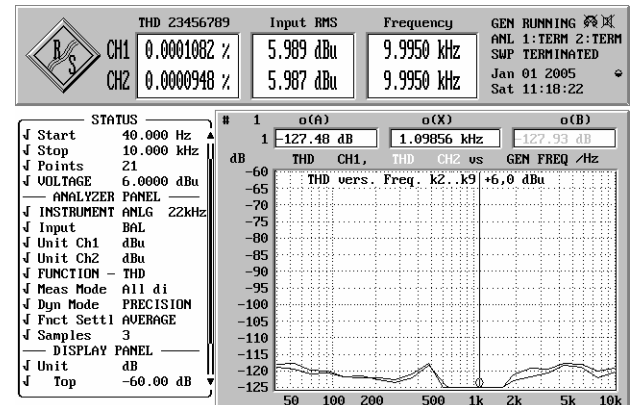 THD 23456789 Input RMS Frequency GEN RUNNING
R&S CH1 0.0001082 % 5.989 dBu 9.9950 kHz ANL 1:TERM 2:TERM
SWP TERMINATED
CH2 0.0000948 % 5.987 dBu 9.9950 kHz Jan 01 2005
Sat 11:18:22
STATUS
Start 40.000 Hz
Stop 10.000 kHz
Points 21
VOLTAGE 6.0000 dBu
ANALYZER PANEL
INSTRUMENT ANLG 22kHz
Input BAL
Unit Ch1 dBu
Unit Ch2 dBu
FUNCTION - THD
Meas Mode All di
Dyn Mode PRECISION
Fnct Settl AVERAGE
Samples 3
DISPLAY PANEL
Unit dB
Top -60.00 dB
# 1 o(A) o(X) o(B)
1 -127.48 dB 1.09856 kHz -127.93 dB
dB THD CH1, THD CH2 vs GEN FREQ /Hz
THD vers. Freq. k2..k9 +6,0 dBu
-60
-65
-70
-75
-80
-85
-90
-95
-100
-105
-110
-115
-120
-125
50 100 200 500 1k 2k 5k 10k